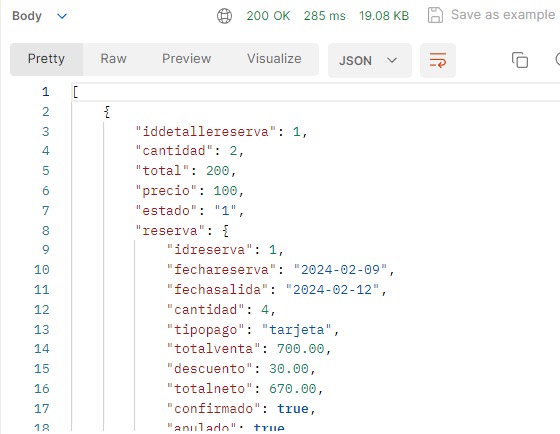 Body 200 OK 285 ms 19.08 KB Save as example
Pretty Raw Preview Visualize JSON
1 [
2 {
3 "iddetallereserva": 1,
4 "cantidad": 2,
5 "total": 200,
6 "precio": 100,
7 "estado": "1",
8 "reserva": {
9 "idreserva": 1,
10 "fechareserva": "2024-02-09",
11 "fechasalida": "2024-02-12",
12 "cantidad": 4,
13 "tipopago": "tarjeta",
14 "totalventa": 700.00,
15 "descuento": 30.00,
16 "totalneto": 670.00,
17 "confirmado": true,
18 "anulado": true